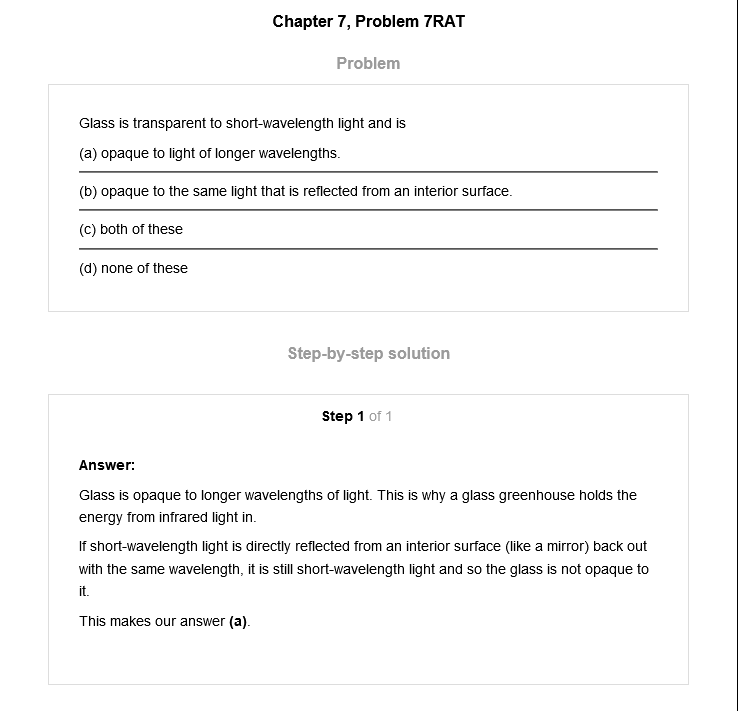 Chapter 7, Problem 7RAT
Problem
Glass is transparent to short-wavelength light and is
(a) opaque to light of longer wavelengths.
(b) opaque to the same light that is reflected from an interior surface.
(c) both of these
(d) none of these
Step-by-step solution
Step 1 of 1
Answer:
Glass is opaque to longer wavelengths of light. This is why a glass greenhouse holds the
energy from infrared light in.
If short-wavelength light is directly reflected from an interior surface (like a mirror) back out
with the same wavelength, it is still short-wavelength light and so the glass is not opaque to
it.
This makes our answer (a).